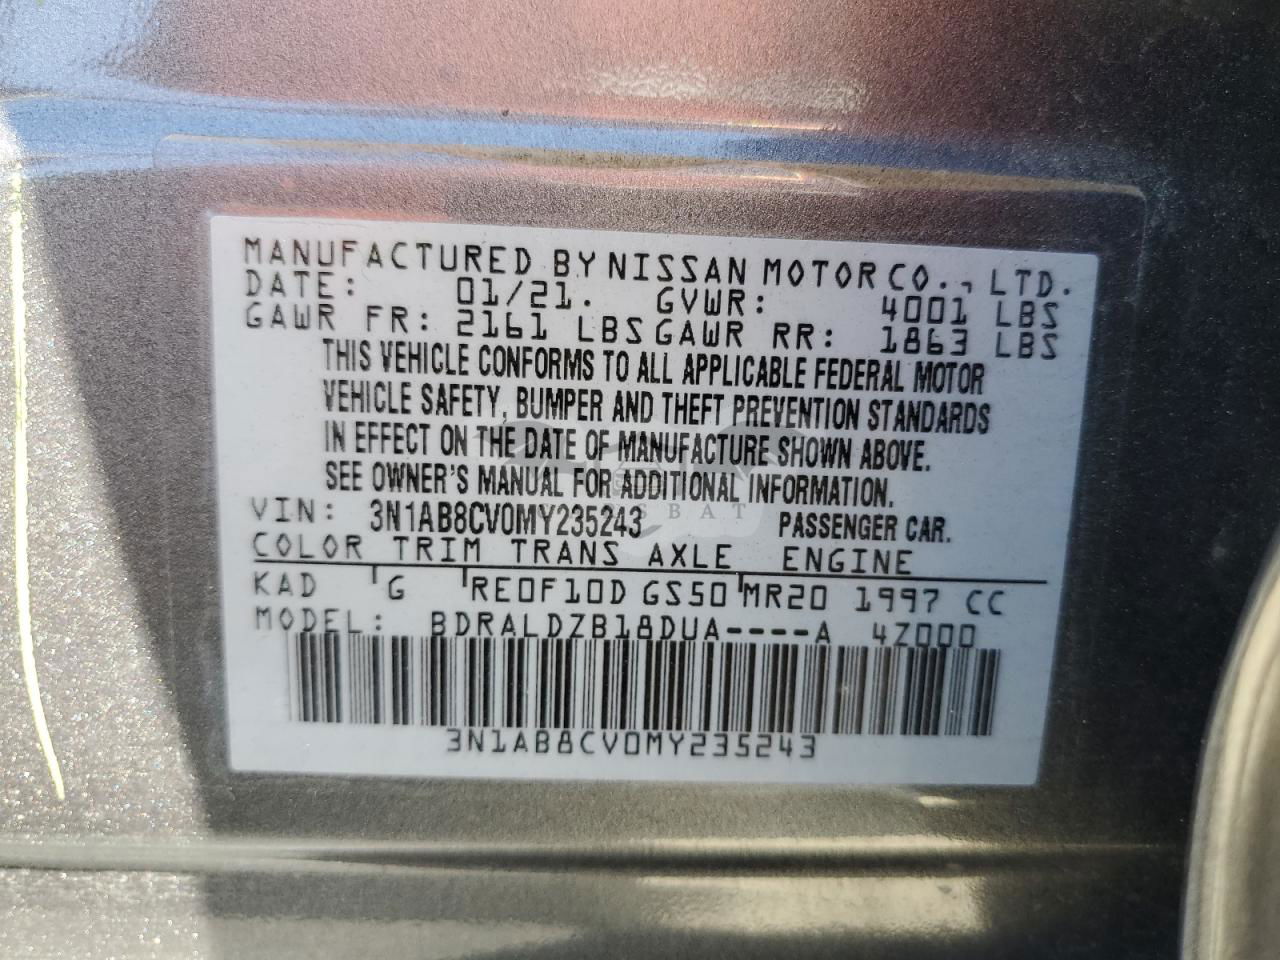 MANUFACTURED BY NISSAN MOTOR CO., LTD.
DATE: 01/21. GVWR: 4001 LBS
GAWR FR: 2161 LBS GAWR RR: 1863 LBS
THIS VEHICLE CONFORMS TO ALL APPLICABLE FEDERAL MOTOR
VEHICLE SAFETY, BUMPER AND THEFT PREVENTION STANDARDS
IN EFFECT ON THE DATE OF MANUFACTURE SHOWN ABOVE.
SEE OWNER'S MANUAL FOR ADDITIONAL INFORMATION.
VIN: 3N1AB8CV0MY235243 PASSENGER CAR.
COLOR TRIM TRANS AXLE ENGINE
KAD G RE0F10D GS50 MR20 1997 CC
MODEL: BDRALDZB18DUA----A 4Z000
3N1AB8CV0MY235243